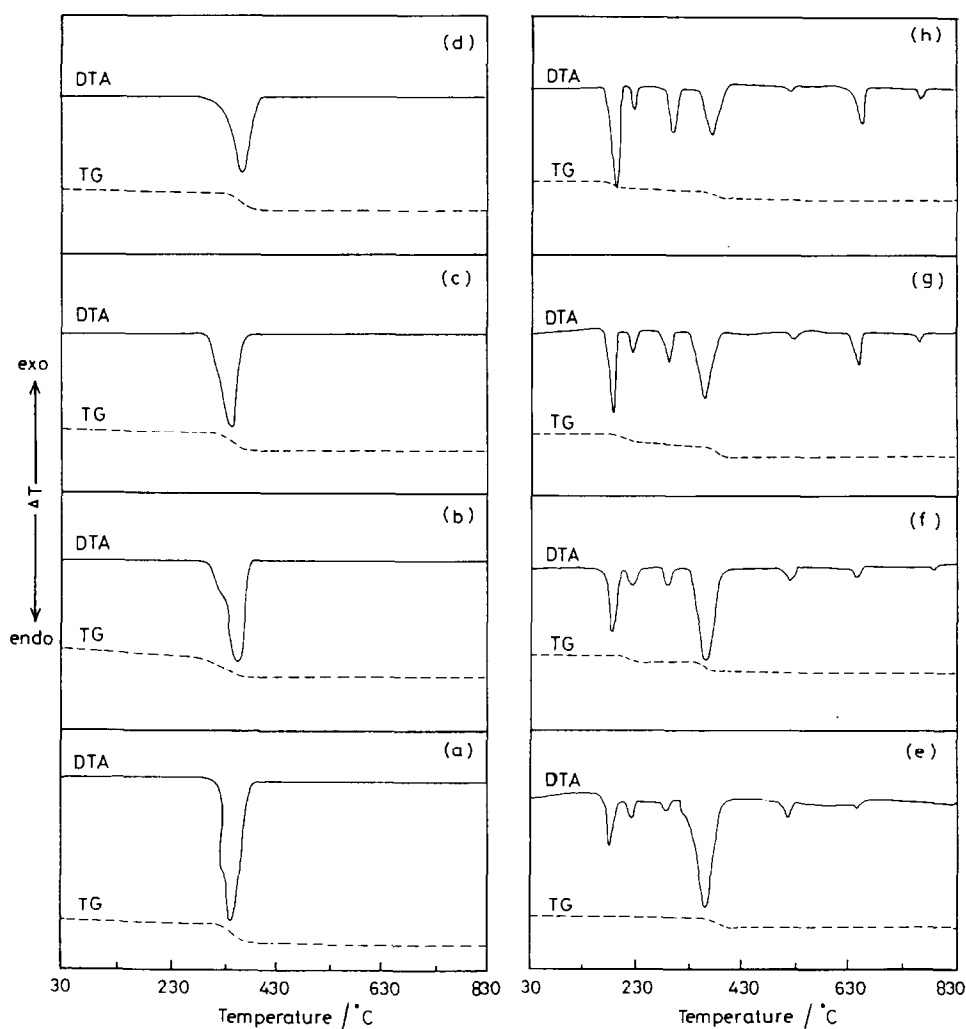 (d)
DTA
TG
(c)
DTA
TG
(b)
DTA
TG
(a)
DTA
TG
exo
ΔT
endo
30 230 430 630 830
Temperature / °C
(h)
DTA
TG
(g)
DTA
TG
(f)
DTA
TG
(e)
DTA
TG
30 230 430 630 830
Temperature / °C